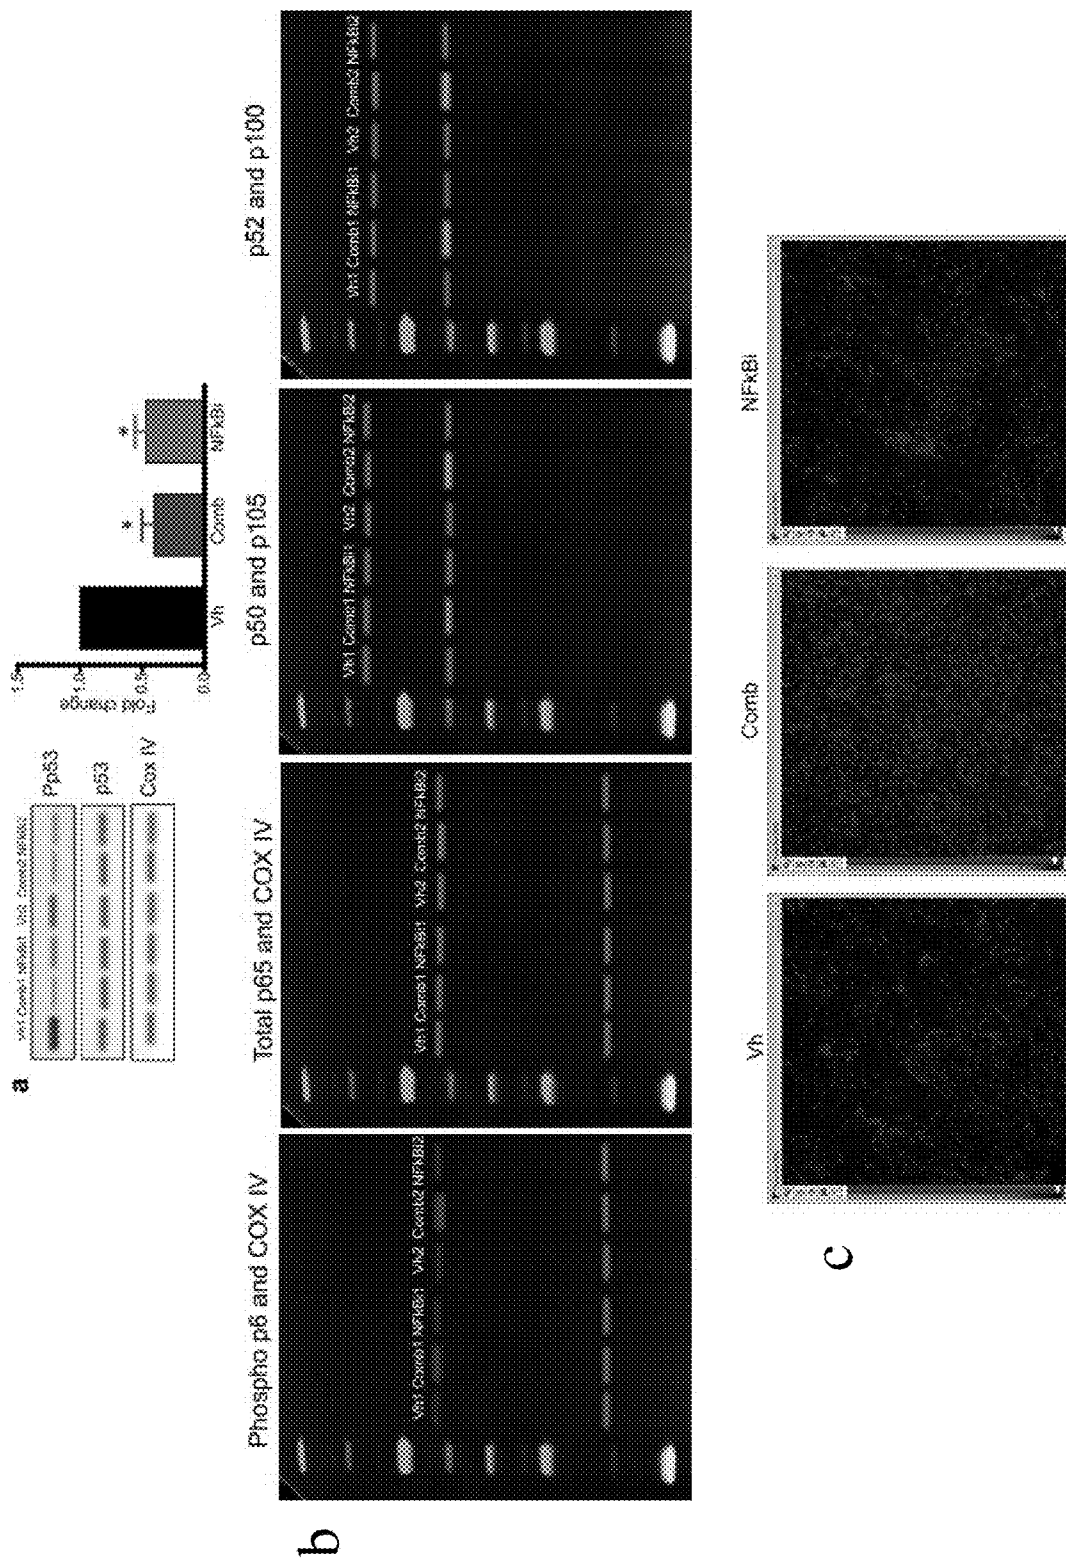 a
Vh1 Comb1 NFkBi1 Vh2 Comb2 NFkBi2
Pp53
p53
Cox IV
Fold change
1.5
1.0
0.5
0.0
Vh
Comb
NFkBi
*
*
b
Phospho p6 and COX IV
Vh1 Comb1 NFkBi1 Vh2 Comb2 NFkBi2
Total p65 and COX IV
Vh1 Comb1 NFkBi1 Vh2 Comb2 NFkBi2
p50 and p105
Vh1 Comb1 NFkBi1 Vh2 Comb2 NFkBi2
p52 and p100
Vh1 Comb1 NFkBi1 Vh2 Comb2 NFkBi2
c
Vh
Comb
NFkBi